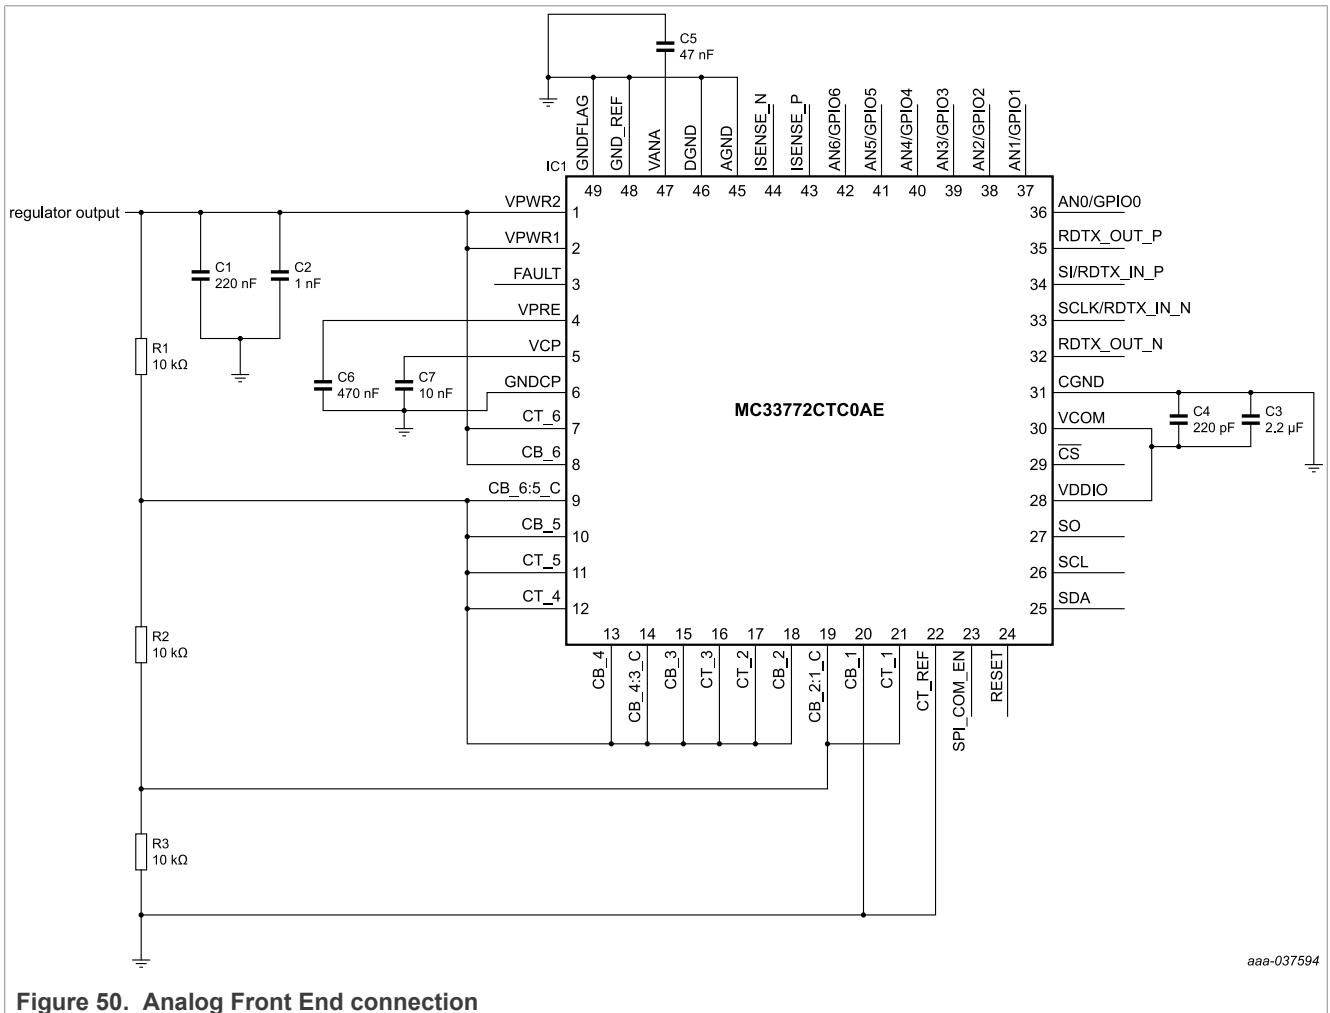 C5
47 nF
GNDFLAG
GND_REF
VANA
DGND
AGND
ISENSE_N
ISENSE_P
AN6/GPIO6
AN5/GPIO5
AN4/GPIO4
AN3/GPIO3
AN2/GPIO2
AN1/GPIO1
IC1
49 48 47 46 45 44 43 42 41 40 39 38 37
regulator output
VPWR2
1
VPWR1
2
FAULT
3
VPRE
4
VCP
5
GNDCP
6
CT_6
7
CB_6
8
CB_6:5_C
9
CB_5
10
CT_5
11
CT_4
12
C1
220 nF
C2
1 nF
R1
10 kΩ
C6
470 nF
C7
10 nF
R2
10 kΩ
R3
10 kΩ
MC33772CTC0AE
36
AN0/GPIO0
35
RDTX_OUT_P
34
SI/RDTX_IN_P
33
SCLK/RDTX_IN_N
32
RDTX_OUT_N
31
CGND
30
VCOM
29
CS
28
VDDIO
27
SO
26
SCL
25
SDA
C4
220 pF
C3
2.2 μF
13 14 15 16 17 18 19 20 21 22 23 24
CB_4
CB_4:3_C
CB_3
CT_3
CT_2
CB_2
CB_2:1_C
CB_1
CT_1
CT_REF
SPI_COM_EN
RESET
aaa-037594
Figure 50. Analog Front End connection